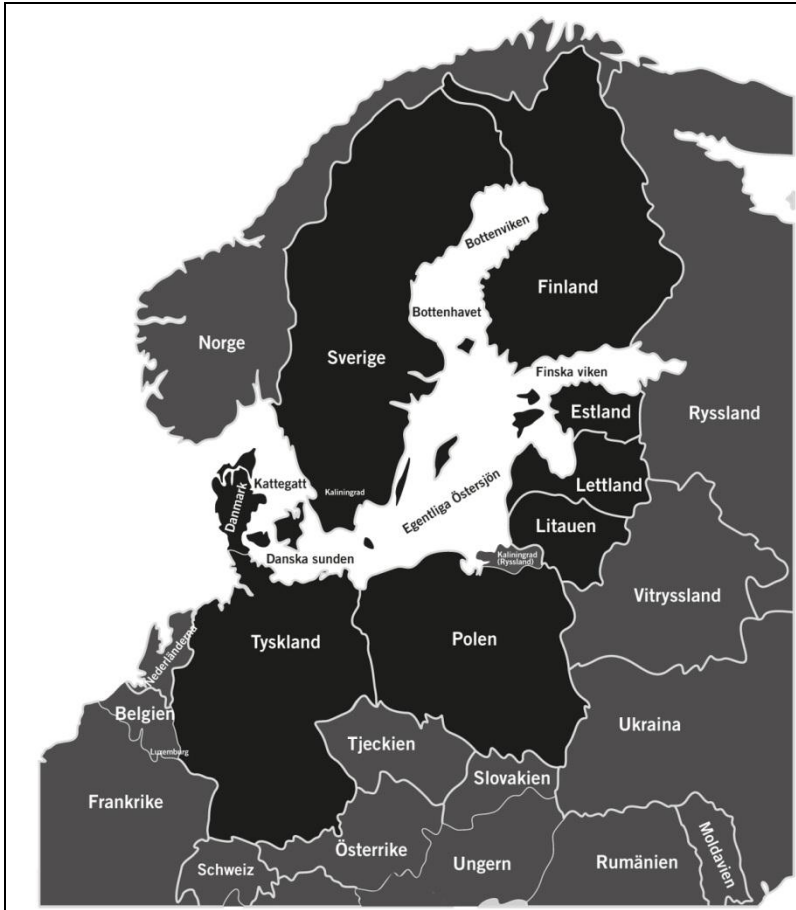 Bottenviken
Finland
Bottenhavet
Norge
Sverige
Finska viken
Estland
Ryssland
Kattegatt
Lettland
Kaliningrad
Danmark
Egentliga Östersjön
Litauen
Danska sunden
Kaliningrad
(Ryssland)
Vitryssland
Tyskland
Polen
Nederländerna
Belgien
Ukraina
Tjeckien
Luxemburg
Slovakien
Frankrike
Österrike
Moldavien
Schweiz
Ungern
Rumänien